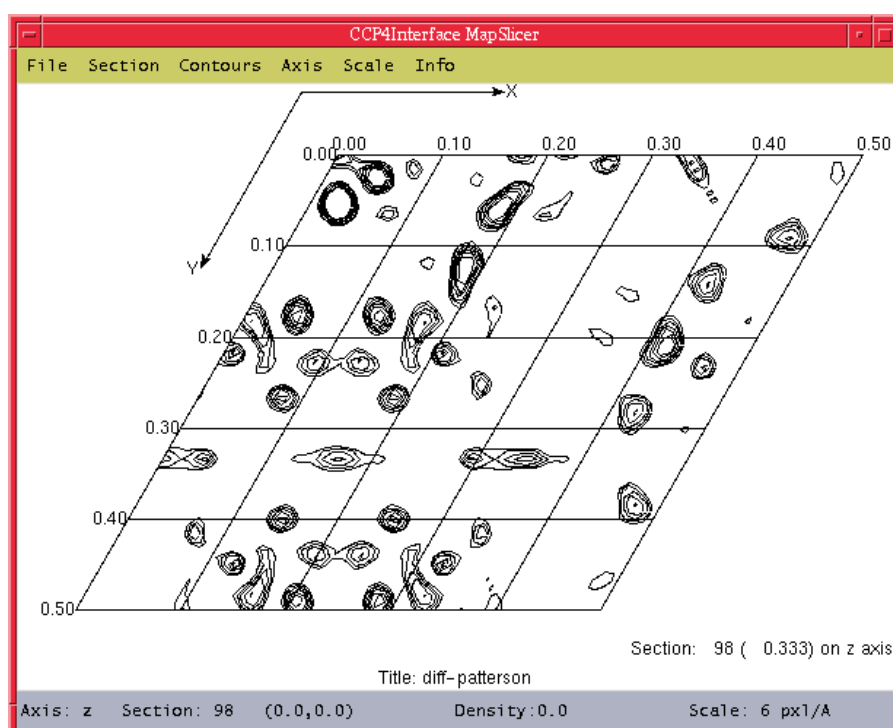 CCP4Interface MapSlicer
File Section Contours Axis Scale Info
X
0.00 0.10 0.20 0.30 0.40 0.50
0.00
Y
0.10
0.20
0.30
0.40
0.50
Section: 98 ( 0.333) on z axis
Title: diff-patterson
Axis: z Section: 98 (0.0,0.0) Density:0.0 Scale: 6 pxl/A